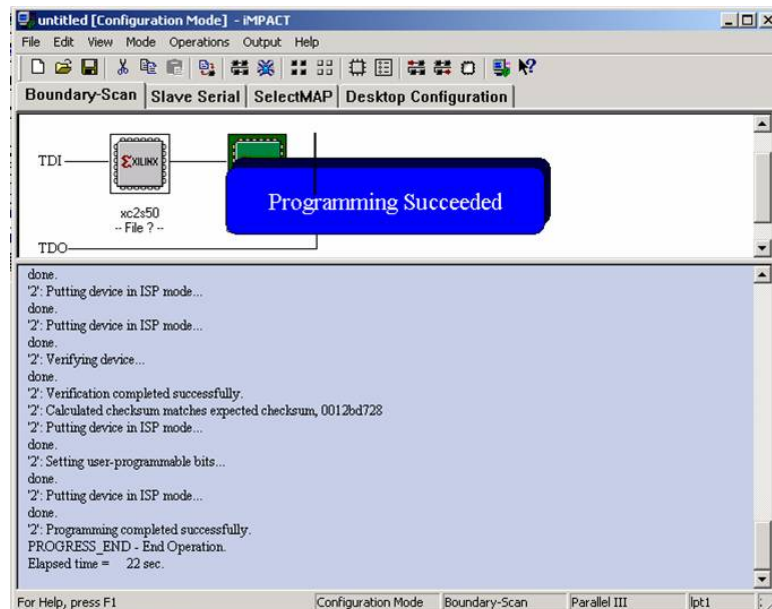 untitled [Configuration Mode] - iMPACT
File Edit View Mode Operations Output Help
Boundary-Scan Slave Serial SelectMAP Desktop Configuration
TDI
XILINX
Programming Succeeded
xc2s50
-- File ? --
TDO
done.
'2': Putting device in ISP mode...
done.
'2': Putting device in ISP mode...
done.
'2': Verifying device...
done.
'2': Verification completed successfully.
'2': Calculated checksum matches expected checksum, 0012bd728
'2': Putting device in ISP mode...
done.
'2': Setting user-programmable bits...
done.
'2': Putting device in ISP mode...
done.
'2': Programming completed successfully.
PROGRESS_END - End Operation.
Elapsed time = 22 sec.
For Help, press F1 Configuration Mode Boundary-Scan Parallel III lpt1